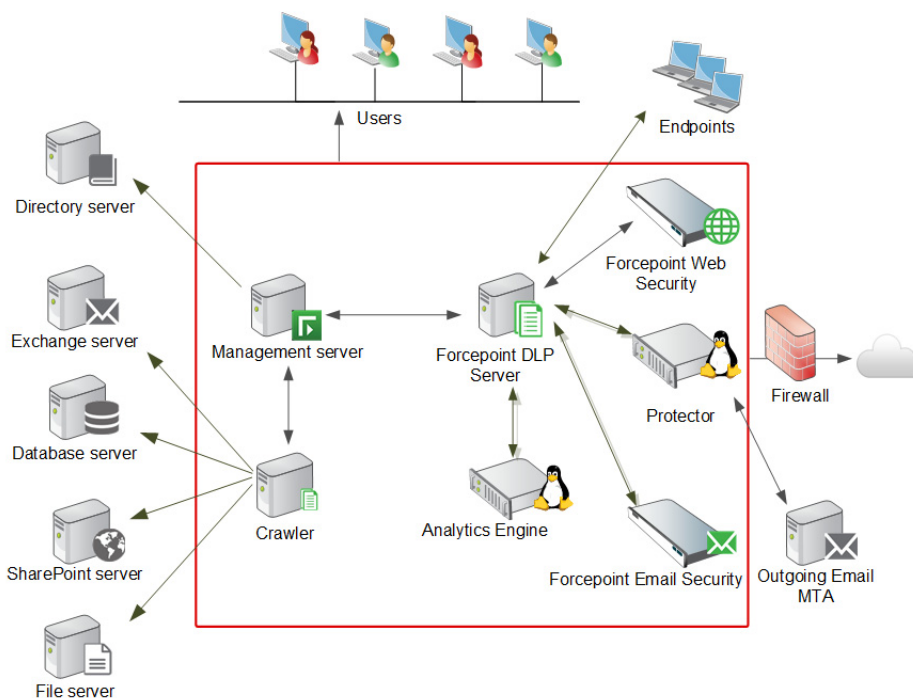 Users
Endpoints
Directory server
Forcepoint Web
Security
Exchange server
Management server
Forcepoint DLP
Server
Protector
Firewall
Database server
Crawler
Analytics Engine
SharePoint server
Forcepoint Email Security
Outgoing Email
MTA
File server